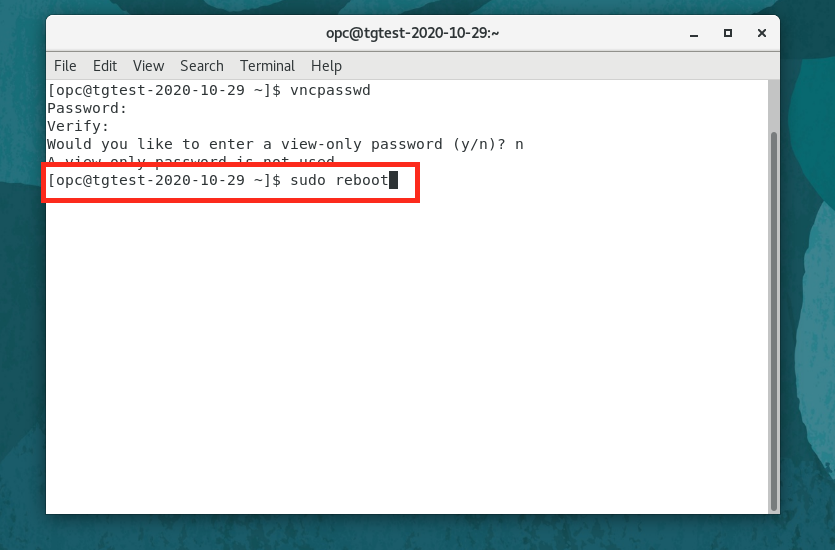 opc@tgtest-2020-10-29:~
File Edit View Search Terminal Help
[opc@tgtest-2020-10-29 ~]$ vncpasswd
Password:
Verify:
Would you like to enter a view-only password (y/n)? n
A view-only password is not used
[opc@tgtest-2020-10-29 ~]$ sudo reboot